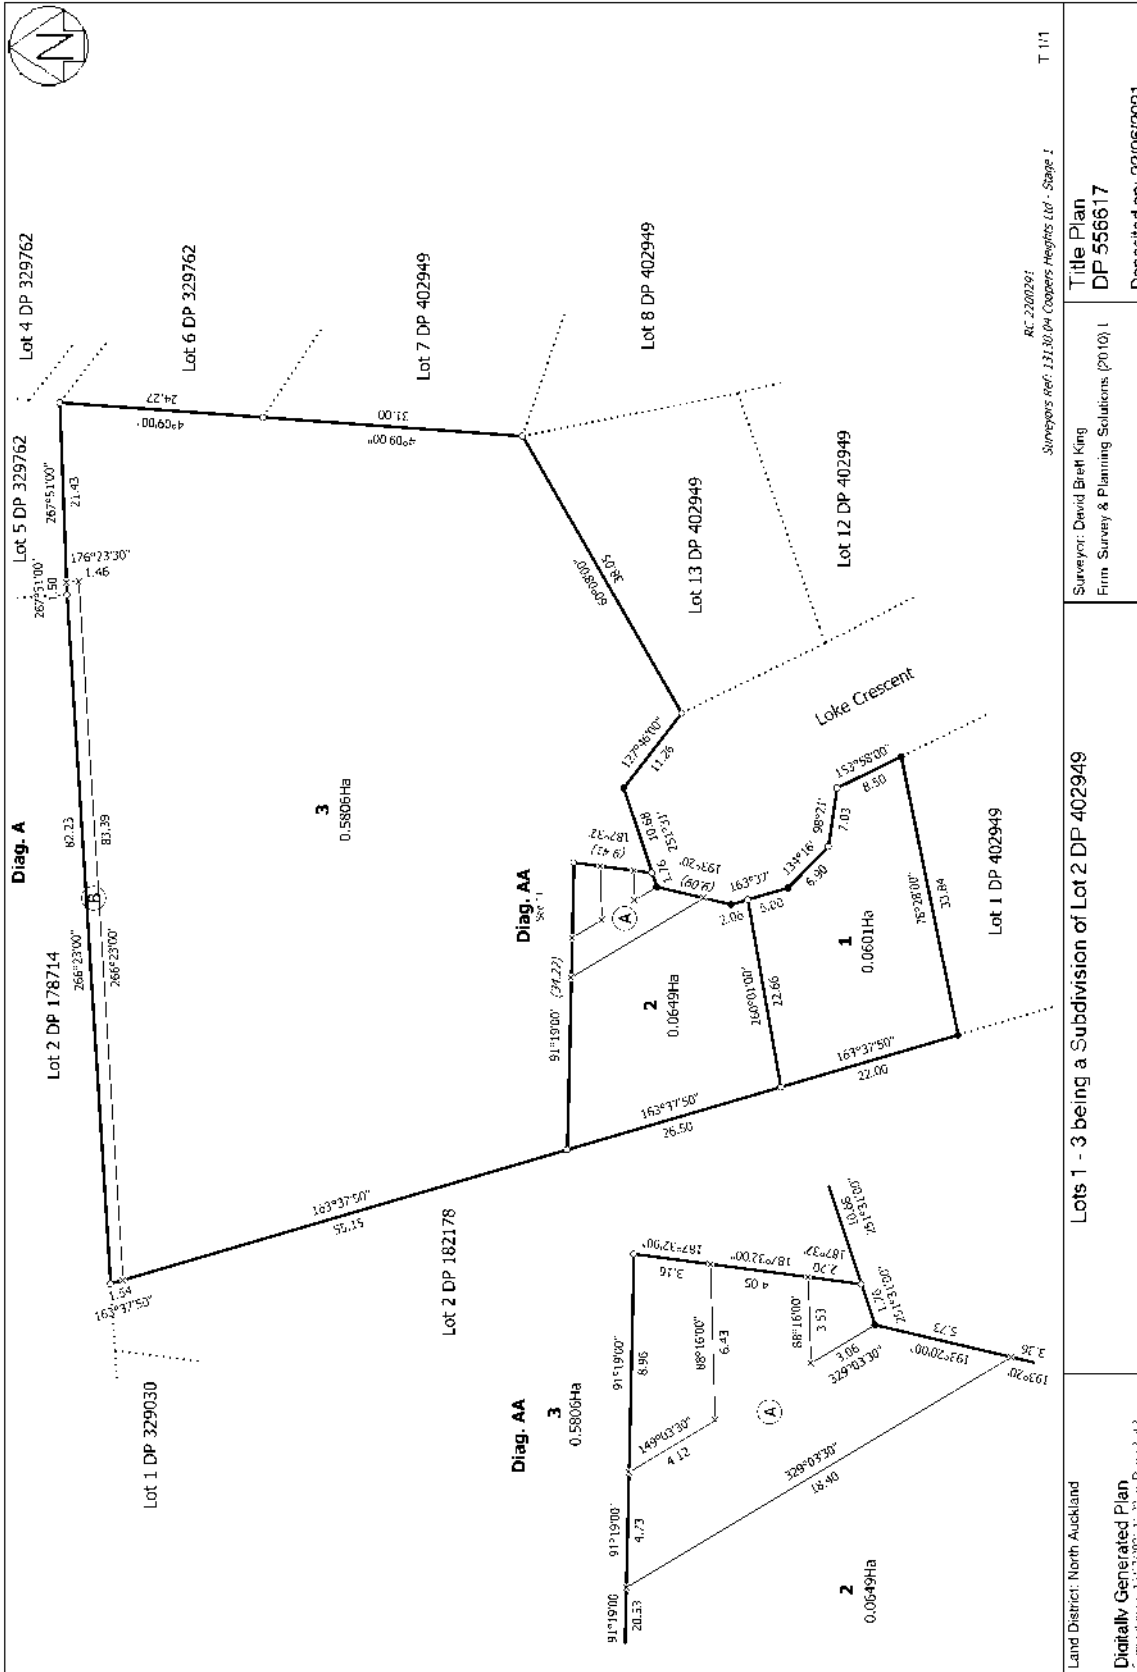 N
Diag. A
Lot 4 DP 329762
Lot 5 DP 329762
Lot 6 DP 329762
Lot 7 DP 402949
Lot 8 DP 402949
Lot 13 DP 402949
Lot 12 DP 402949
Lot 2 DP 178714
Lot 1 DP 329030
Lot 2 DP 182178
Lot 1 DP 402949
Loke Crescent
267°51'00"
21.43
267°51'00"
1.50
176°23'30"
1.46
4°09'00"
24.27
4°09'00"
31.00
60°08'00"
38.05
127°46'00"
11.26
82.23
266°23'00"
B
83.39
266°23'00"
1.54
163°37'50"
163°37'50"
55.15
3
0.5806Ha
Diag. AA
91°19'00"
(34.22)
187°32'
(9.41)
10.68
251°31'
1.76
193°20'
(9.09)
A
2.06
163°37'
5.00
134°16'
6.90
98°21'
7.03
153°58'00"
8.50
2
0.0649Ha
260°01'00"
22.66
163°37'50"
26.50
1
0.0601Ha
163°37'50"
22.00
76°28'00"
33.84
Diag. AA
3
0.5806Ha
91°19'00"
8.96
91°19'00"
4.73
91°19'00
20.53
187°32'00"
3.16
187°32'00"
4.05
187°32'
2.20
88°16'00"
6.43
88°16'00"
3.53
149°03'30"
4.12
3.06
329°03'30"
329°03'30"
18.40
A
251°31'00"
1.76
251°31'00"
5.73
193°20'00"
3.36
193°20'
2
0.0649Ha
T 1/1
RC 2200291
Surveyors Ref: 13130.04 Coopers Heights Ltd - Stage 1
Land District: North Auckland
Digitally Generated Plan
Lots 1 - 3 being a Subdivision of Lot 2 DP 402949
Surveyor: David Brett King
Firm: Survey & Planning Solutions (2010) L
Title Plan
DP 556617